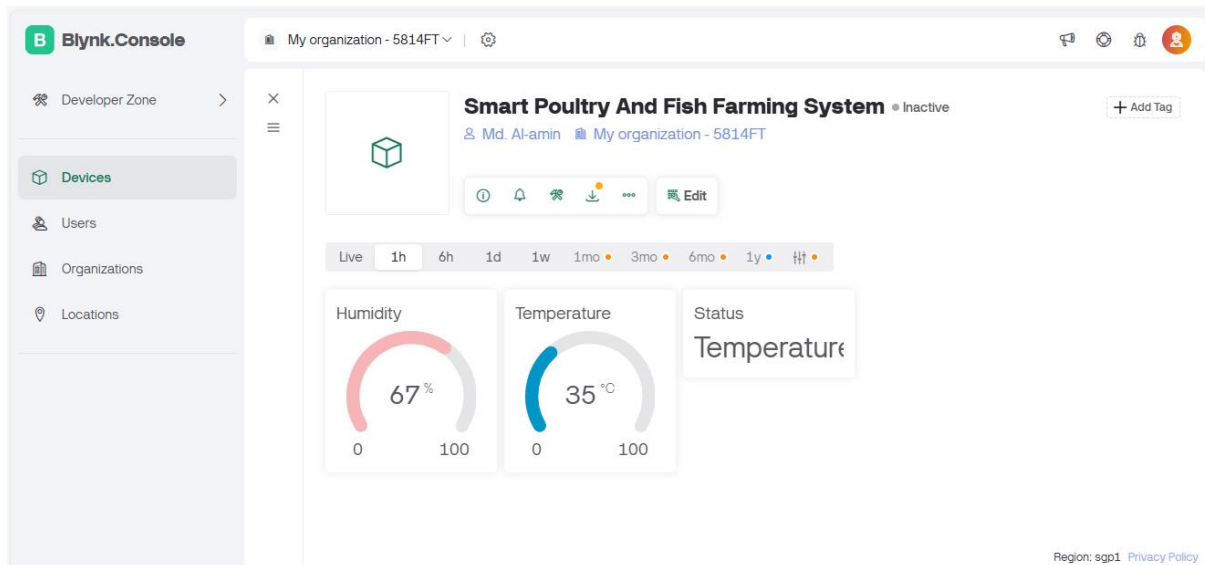 B Blynk.Console
My organization - 5814FT
Developer Zone
Devices
Users
Organizations
Locations
Smart Poultry And Fish Farming System Inactive
+ Add Tag
Md. Al-amin My organization - 5814FT
Edit
Live 1h 6h 1d 1w 1mo 3mo 6mo 1y
Humidity
67 %
0 100
Temperature
35 °C
0 100
Status
Temperature
Region: sgp1 Privacy Policy